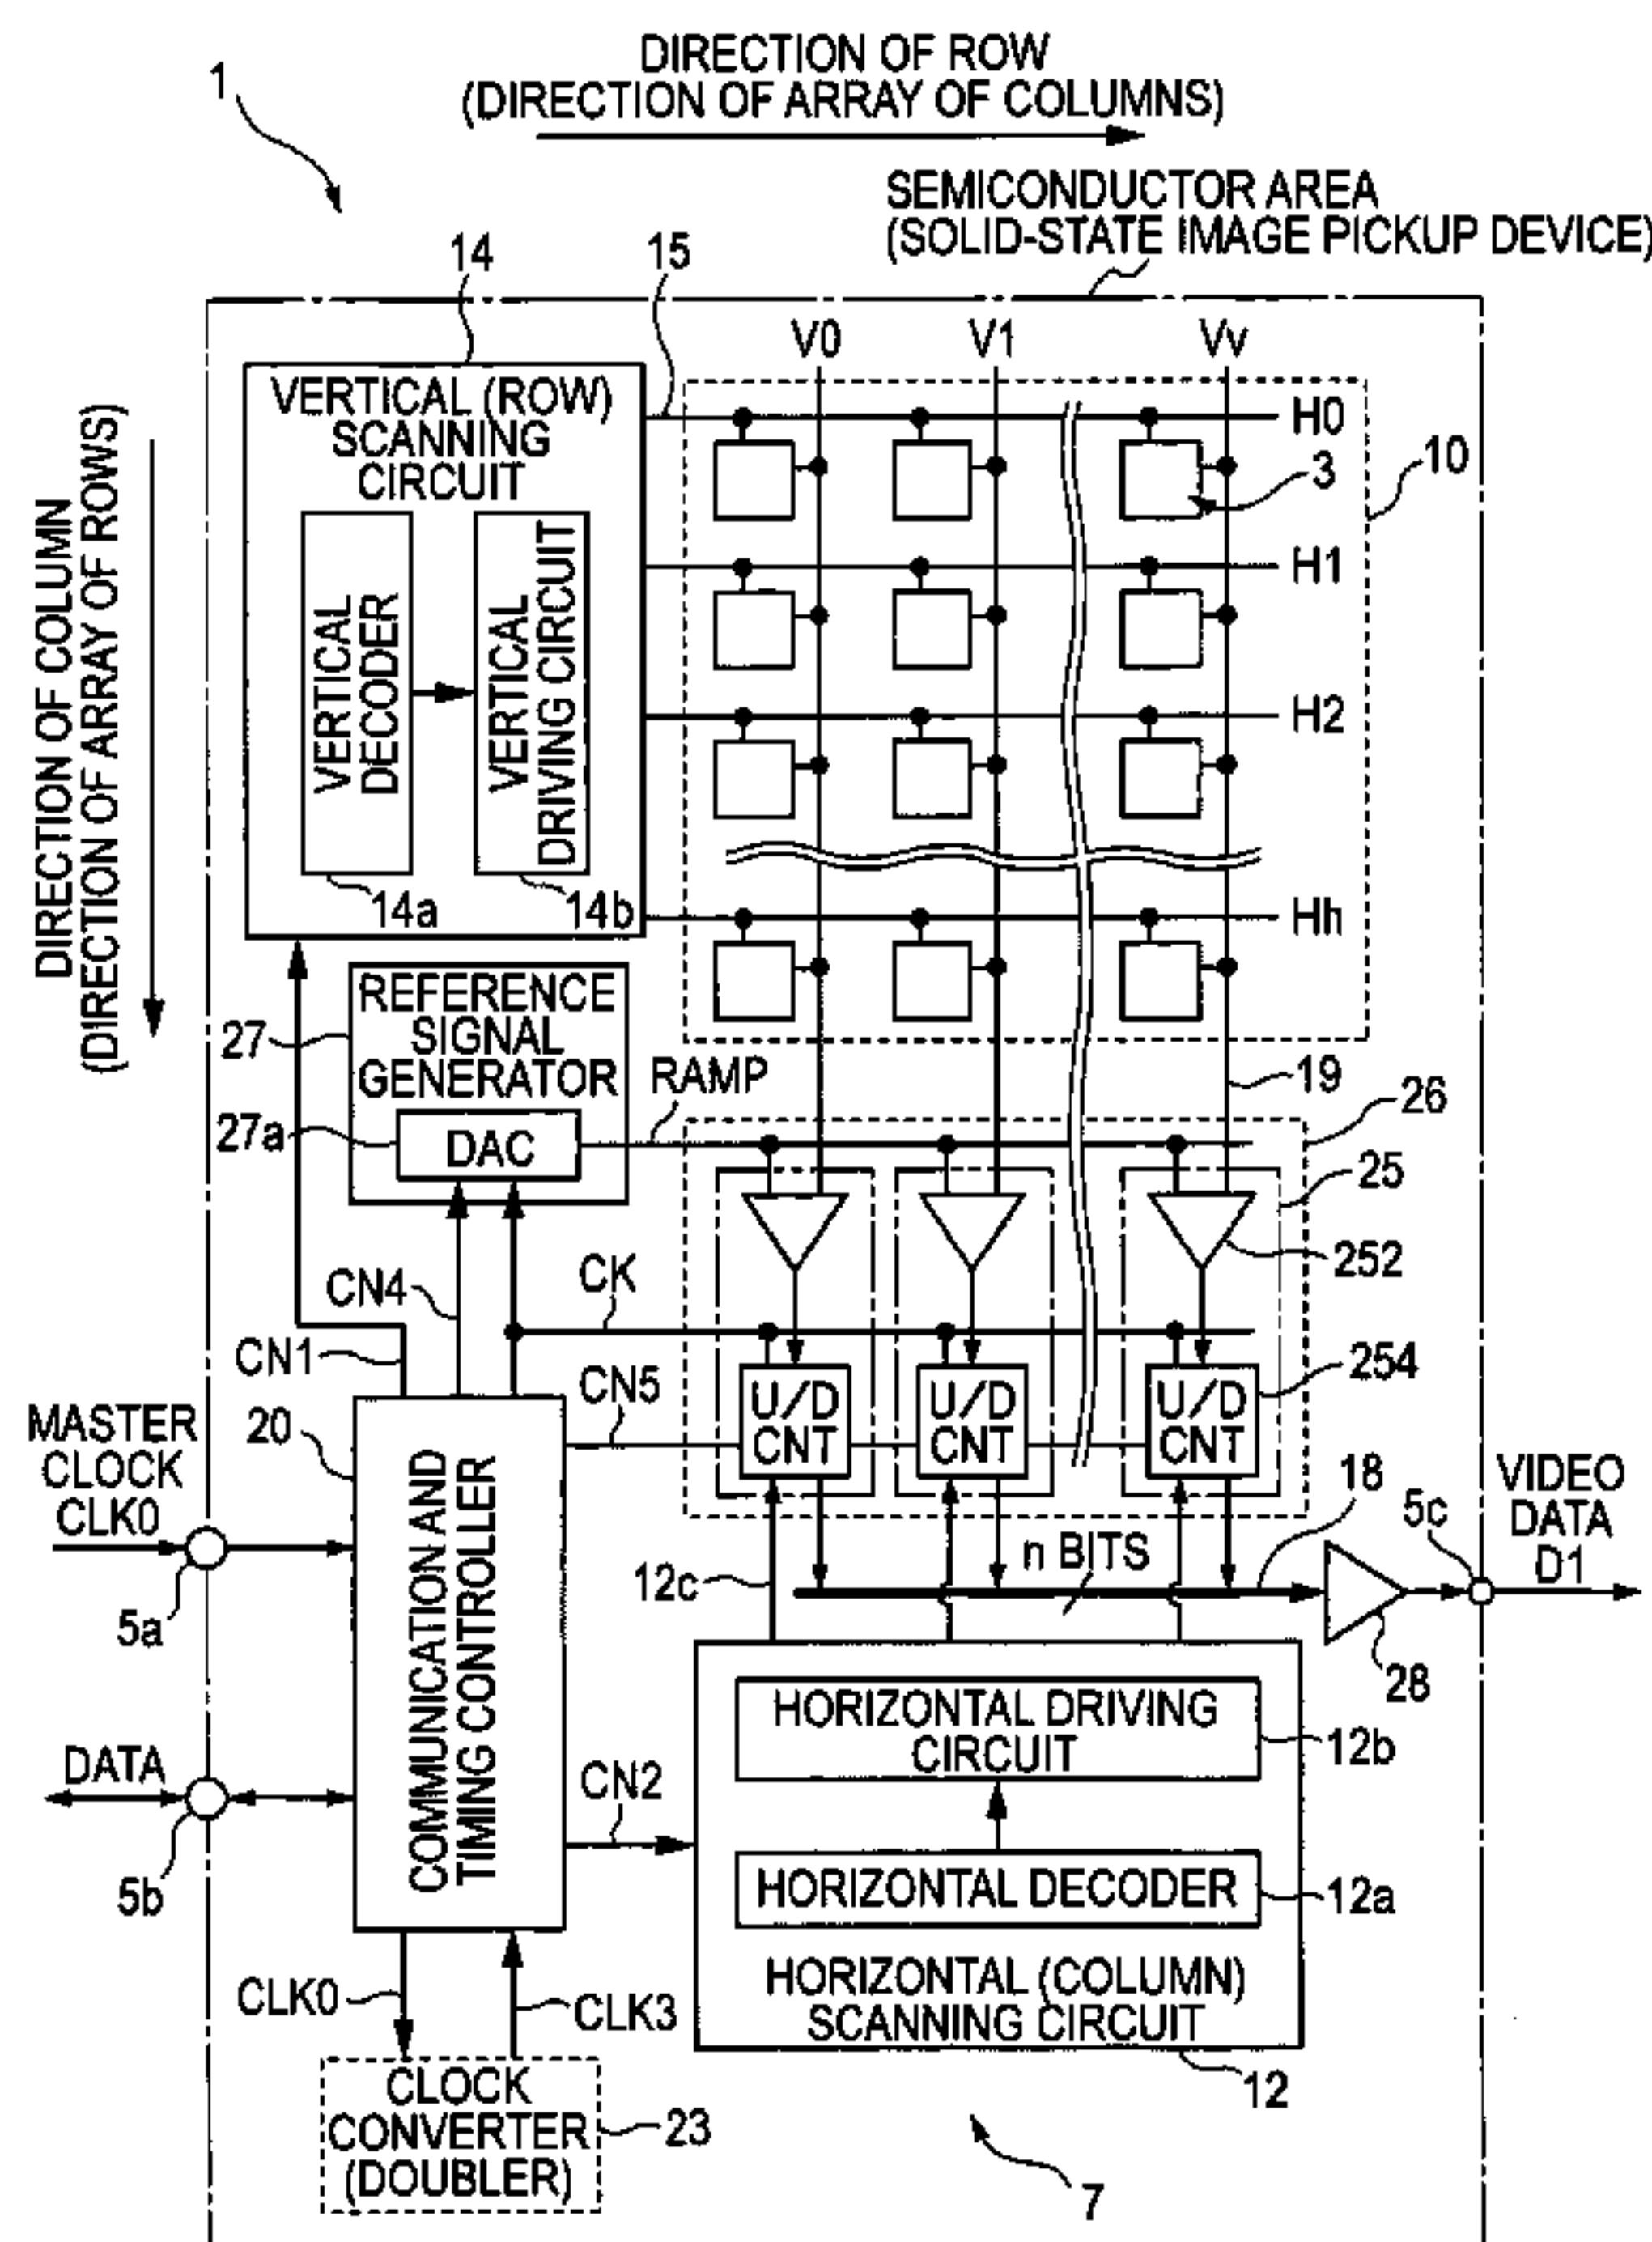 DIRECTION OF ROW
(DIRECTION OF ARRAY OF COLUMNS)
1
SEMICONDUCTOR AREA
(SOLID-STATE IMAGE PICKUP DEVICE)
14
15
V0
V1
Vv
VERTICAL (ROW)
SCANNING
CIRCUIT
H0
3
10
H1
H2
Hh
VERTICAL
DECODER
VERTICAL
DRIVING CIRCUIT
14a
14b
DIRECTION OF COLUMN
(DIRECTION OF ARRAY OF ROWS)
REFERENCE
SIGNAL
GENERATOR
27
27a
DAC
RAMP
19
26
25
252
CN4
CK
CN1
CN5
254
U/D
CNT
U/D
CNT
U/D
CNT
MASTER
CLOCK
CLK0
20
5a
COMMUNICATION AND
TIMING CONTROLLER
18
5c
VIDEO
DATA
D1
n BITS
12c
28
HORIZONTAL DRIVING
CIRCUIT
12b
DATA
5b
CN2
HORIZONTAL DECODER
12a
HORIZONTAL (COLUMN)
SCANNING CIRCUIT
12
CLK0
CLK3
CLOCK
CONVERTER
(DOUBLER)
23
7